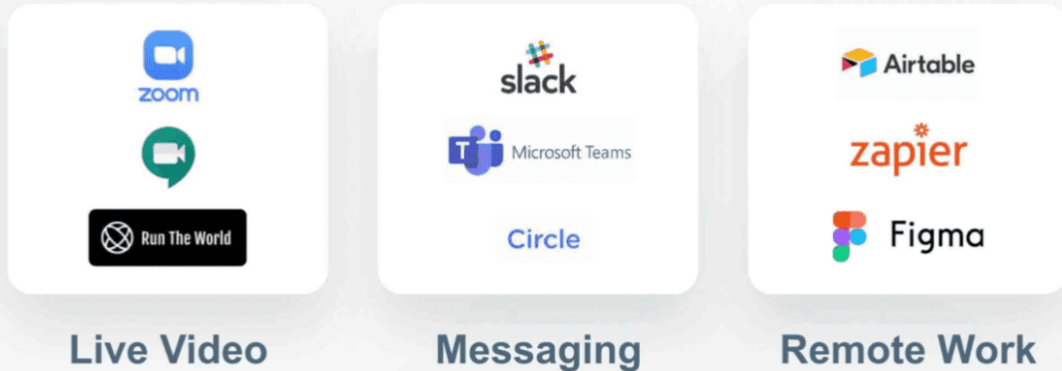 zoom
Run The World
Live Video
slack
T
Microsoft Teams
Circle
Messaging
Airtable
zapier
Figma
Remote Work